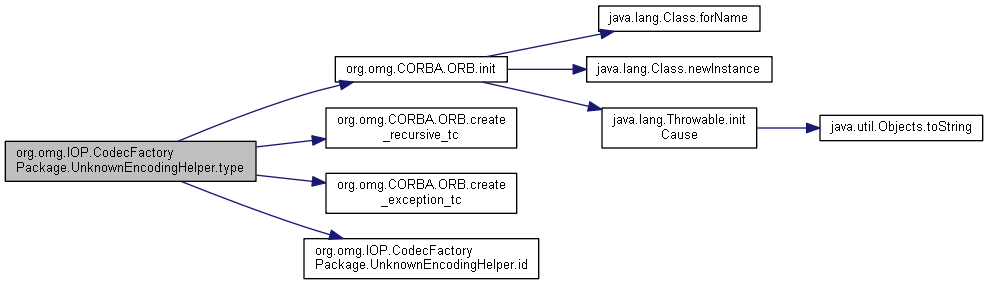 java.lang.Class.forName
org.omg.CORBA.ORB.init
java.lang.Class.newInstance
org.omg.CORBA.ORB.create
_recursive_tc
java.lang.Throwable.init
Cause
java.util.Objects.toString
org.omg.IOP.CodecFactory
Package.UnknownEncodingHelper.type
org.omg.CORBA.ORB.create
_exception_tc
org.omg.IOP.CodecFactory
Package.UnknownEncodingHelper.id